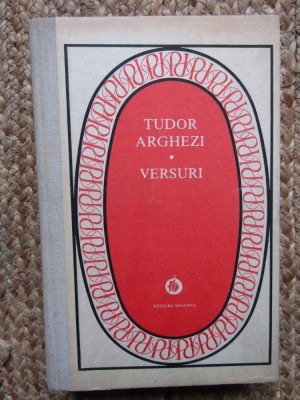 TUDOR
ARGHEZI
•
VERSURI
EDITURA MINERVA